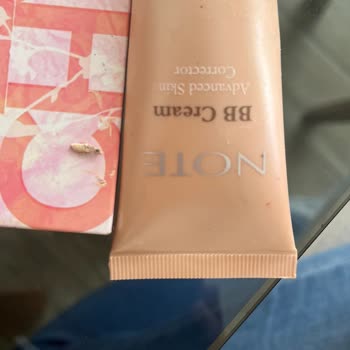 NOTE
BB Cream
Advanced Skin
Corrector